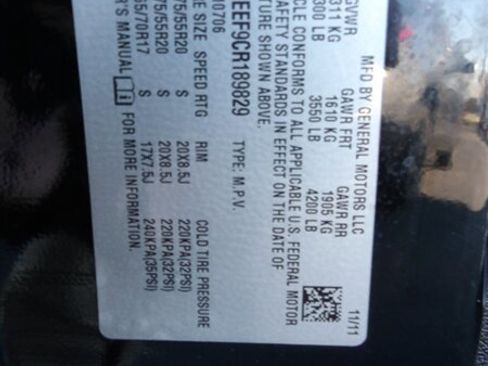 MFD BY GENERAL MOTORS LLC 11/11
GVWR GAWR FRT GAWR RR
311 KG 1610 KG 1905 KG
300 LB 3550 LB 4200 LB
CLE CONFORMS TO ALL APPLICABLE U.S. FEDERAL MOTOR
AFETY STANDARDS IN EFFECT ON THE DATE OF
TURE SHOWN ABOVE.
EEF9CR189829 TYPE: M.P.V.
0706
E SIZE SPEED RTG RIM COLD TIRE PRESSURE
75/55R20 S 20X8.5J 220KPA(32PSI)
75/55R20 S 20X8.5J 220KPA(32PSI)
65/70R17 S 17X7.5J 240KPA(35PSI)
R'S MANUAL FOR MORE INFORMATION.